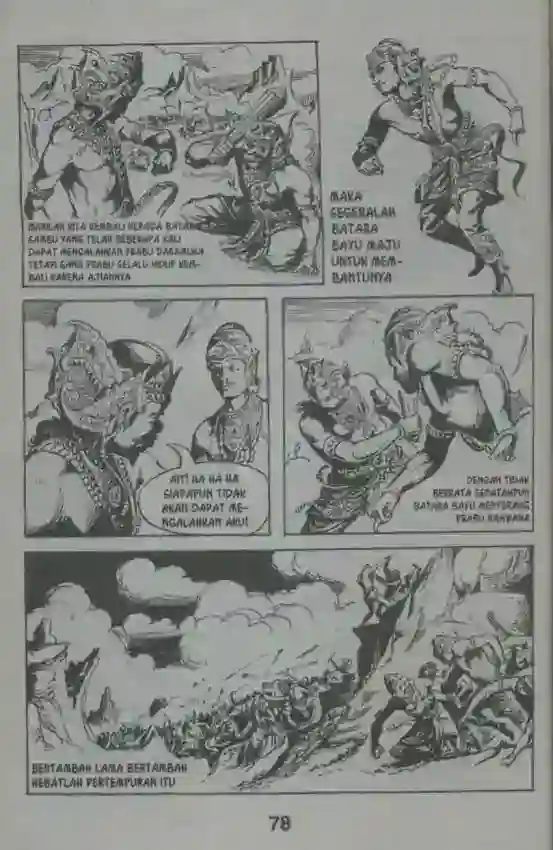 MARILAH KITA KEMBALI KEPADA BATARA
SAMBU YANG TELAH BEBERAPA KALI
DAPAT MENGALAHKAN PRABU DASAMUKA
TETAPI SANG PRABU SELALU HIDUP KEM-
BALI KARENA AJIANNYA
MAKA
SEGERALAH
BATARA
BAYU MAJU
UNTUK MEM-
BANTUNYA
HA HA HA
SIAPAPUN TIDAK
AKAN DAPAT ME-
NGALAHKAN AKU!
DENGAN TIDAK
BERKATA SEPATAHPUN
BATARA BAYU MENYERANG
PRABU RAHWANA
BERTAMBAH LAMA BERTAMBAH
HEBATLAH PERTEMPURAN ITU
78